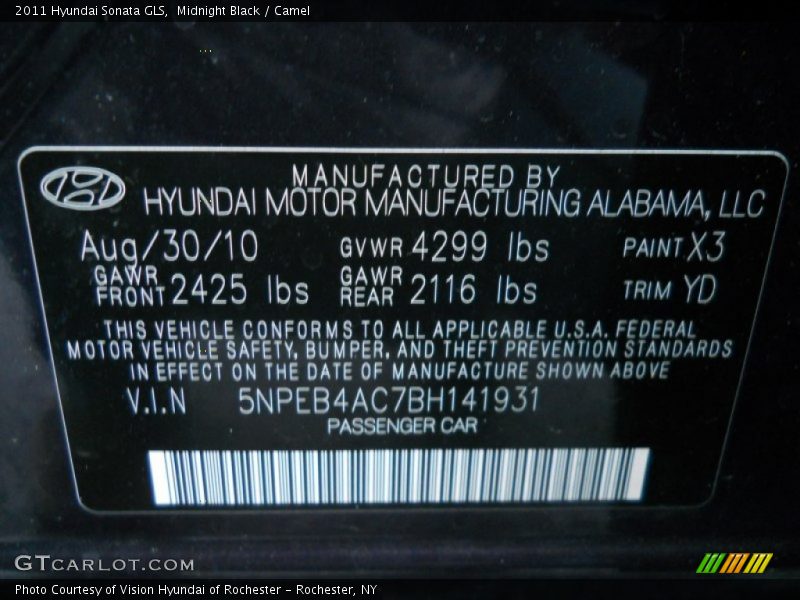 2011 Hyundai Sonata GLS, Midnight Black / Camel
MANUFACTURED BY
HYUNDAI MOTOR MANUFACTURING ALABAMA, LLC
Aug/30/10 GVWR 4299 lbs PAINT X3
GAWR FRONT 2425 lbs GAWR REAR 2116 lbs TRIM YD
THIS VEHICLE CONFORMS TO ALL APPLICABLE U.S.A. FEDERAL
MOTOR VEHICLE SAFETY, BUMPER, AND THEFT PREVENTION STANDARDS
IN EFFECT ON THE DATE OF MANUFACTURE SHOWN ABOVE
V.I.N 5NPEB4AC7BH141931
PASSENGER CAR
GTCARLOT.COM
Photo Courtesy of Vision Hyundai of Rochester - Rochester, NY